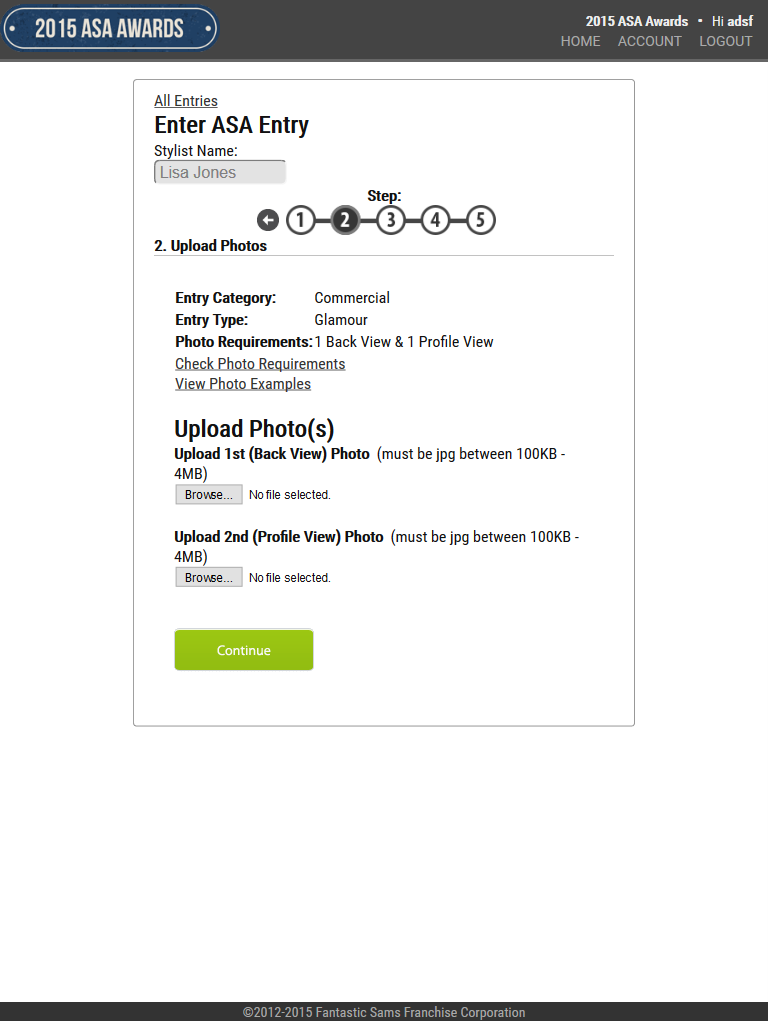 2015 ASA AWARDS
2015 ASA Awards • Hi adsf
HOME ACCOUNT LOGOUT
All Entries
Enter ASA Entry
Stylist Name:
Lisa Jones
Step:
1 2 3 4 5
2. Upload Photos
Entry Category: Commercial
Entry Type: Glamour
Photo Requirements: 1 Back View & 1 Profile View
Check Photo Requirements
View Photo Examples
Upload Photo(s)
Upload 1st (Back View) Photo (must be jpg between 100KB -
4MB)
Browse... No file selected.
Upload 2nd (Profile View) Photo (must be jpg between 100KB -
4MB)
Browse... No file selected.
Continue
©2012-2015 Fantastic Sams Franchise Corporation